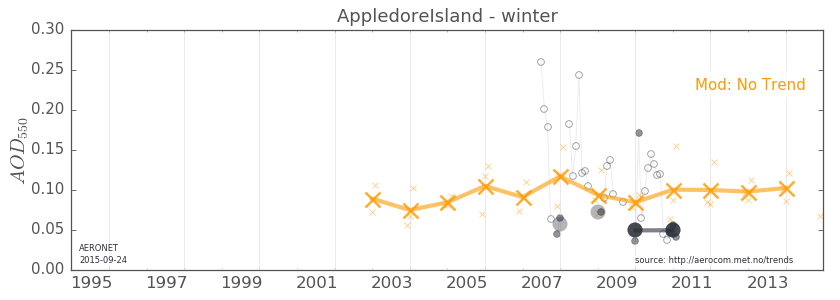 AppledoreIsland - winter
0.30
0.25
0.20
0.15
0.10
0.05
0.00
AOD550
Mod: No Trend
AERONET
2015-09-24
source: http://aerocom.met.no/trends
1995 1997 1999 2001 2003 2005 2007 2009 2011 2013